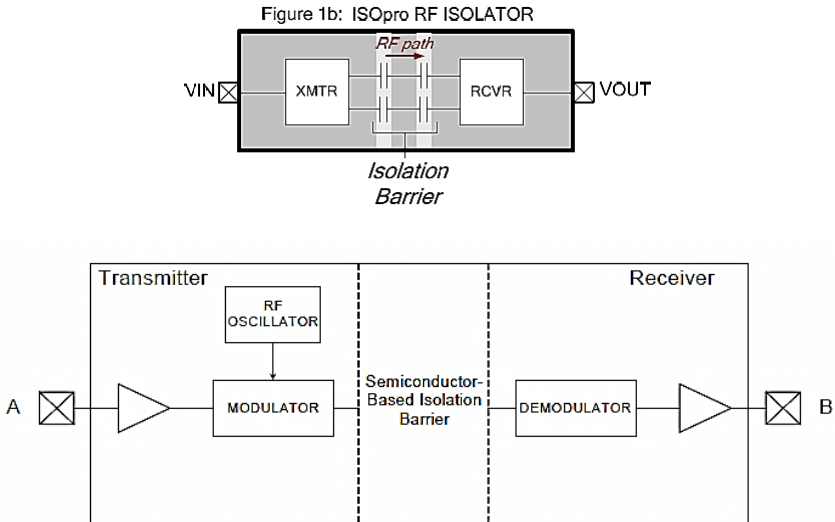 Figure 1b: ISOpro RF ISOLATOR
RF path
VIN
XMTR
RCVR
VOUT
Isolation
Barrier
Transmitter
Receiver
RF
OSCILLATOR
A
MODULATOR
Semiconductor-
Based Isolation
Barrier
DEMODULATOR
B